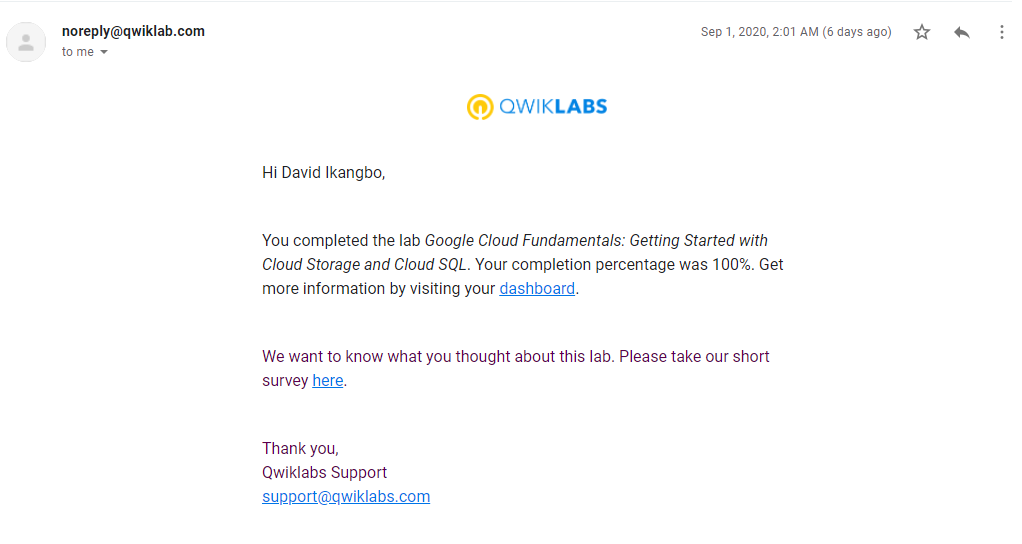 noreply@qwiklab.com
Sep 1, 2020, 2:01 AM (6 days ago)
to me
QWIKLABS
Hi David Ikangbo,
You completed the lab Google Cloud Fundamentals: Getting Started with
Cloud Storage and Cloud SQL. Your completion percentage was 100%. Get
more information by visiting your dashboard.
We want to know what you thought about this lab. Please take our short
survey here.
Thank you,
Qwiklabs Support
support@qwiklabs.com